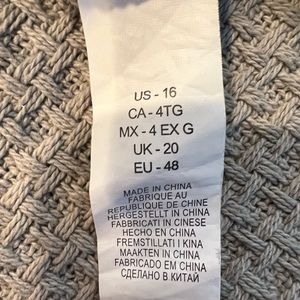 US - 16
CA - 4TG
MX - 4 EX G
UK - 20
EU - 48
MADE IN CHINA
FABRIQUE AU
REPUBLIQUE DE CHINE
HERGESTELLT IN CHINA
FABBRICATI IN CINESE
HECHO EN CHINA
FREMSTILLATI I KINA
MAAKTEN IN CHINA
FABRICADO EM CHINA
СДЕЛАНО В КИТАЙ